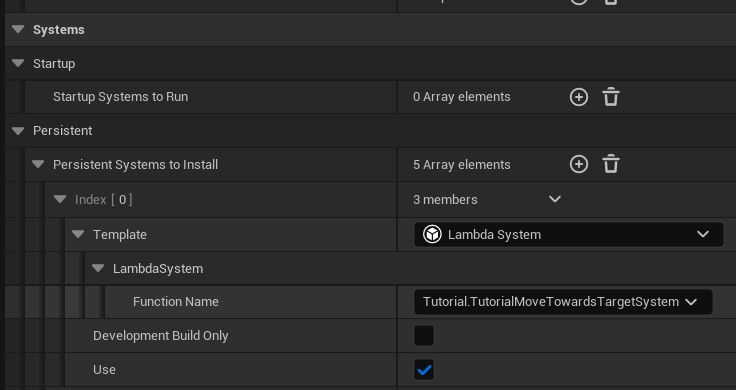 Systems
Startup
Startup Systems to Run 0 Array elements
Persistent
Persistent Systems to Install 5 Array elements
Index [ 0 ] 3 members
Template Lambda System
LambdaSystem
Function Name Tutorial.TutorialMoveTowardsTargetSystem
Development Build Only
Use